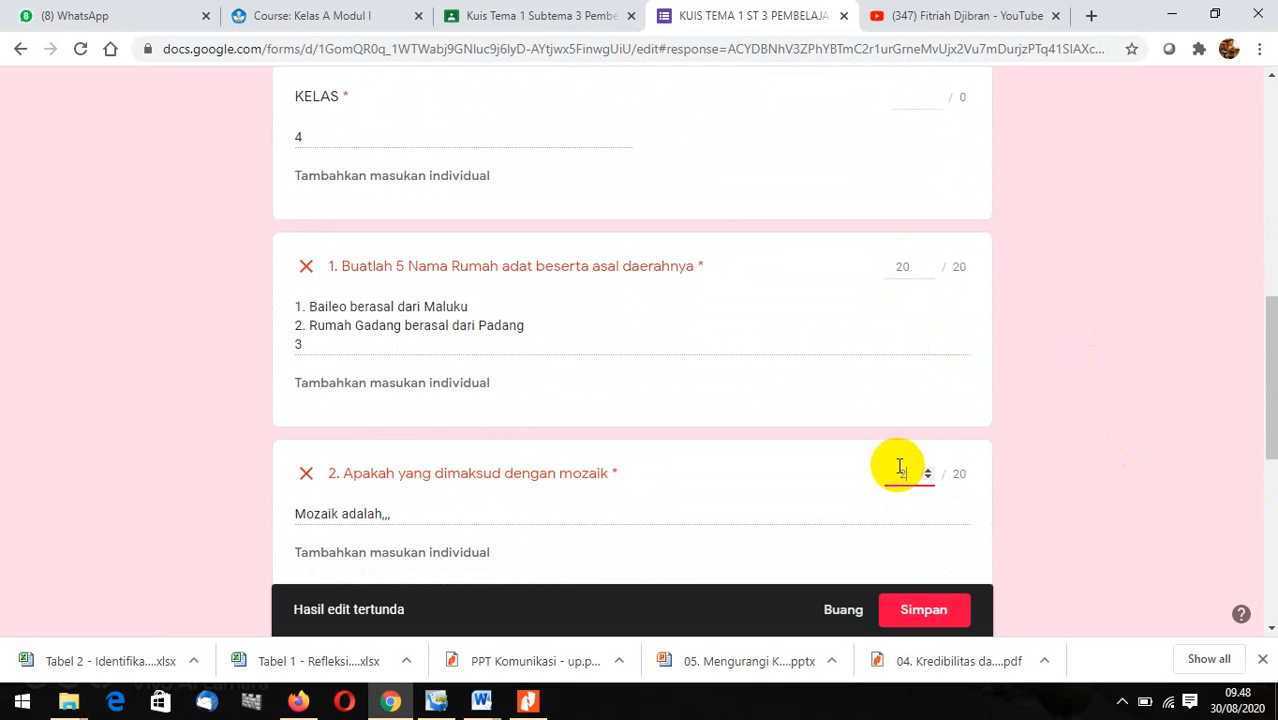 (8) WhatsApp
Course: Kelas A Modul I
Kuis Tema 1 Subtema 3 Pembe
KUIS TEMA 1 ST 3 PEMBELAJA
(347) Fitriah Djibran - YouTube
docs.google.com/forms/d/1GomQR0q_1WTWabj9GNIuc9j6lyD-AYtjwx5FinwgUiU/edit#response=ACYDBNhV3ZPhYBTmC2r1urGrneMvUjx2Vu7mDurjzPTq41SIAXc...
KELAS * / 0
4
Tambahkan masukan individual
1. Buatlah 5 Nama Rumah adat beserta asal daerahnya * 20 / 20
1. Baileo berasal dari Maluku
2. Rumah Gadang berasal dari Padang
3
Tambahkan masukan individual
2. Apakah yang dimaksud dengan mozaik * 2 / 20
Mozaik adalah,,,
Tambahkan masukan individual
Hasil edit tertunda Buang Simpan
Tabel 2 - Identifika....xlsx
Tabel 1 - Refleksi....xlsx
PPT Komunikasi - up.p...
05. Mengurangi K....pptx
04. Kredibilitas da....pdf
Show all
09.48
30/08/2020